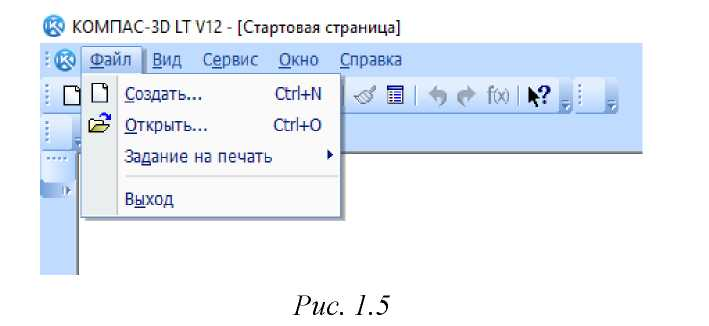 КОМПАС-3D LT V12 - [Стартовая страница]
Файл Вид Сервис Окно Справка
Создать... Ctrl+N
f(x) ?
Открыть... Ctrl+O
Задание на печать
Выход
Рис. 1.5